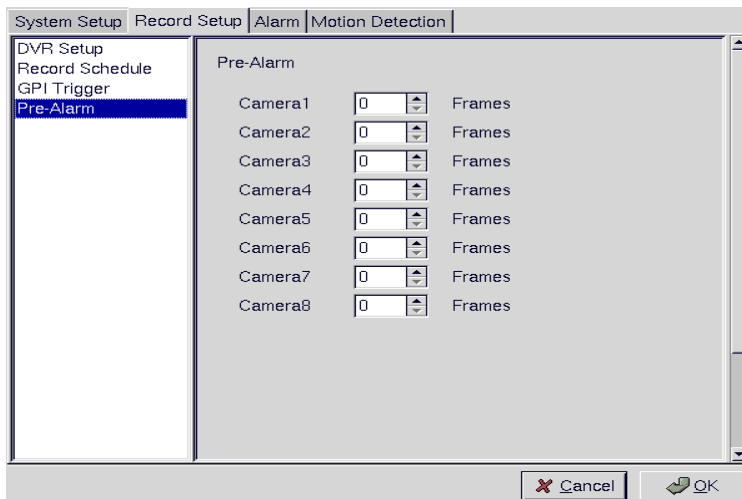 System Setup Record Setup Alarm Motion Detection
DVR Setup
Record Schedule
GPI Trigger
Pre-Alarm
Pre-Alarm
Camera1 0 Frames
Camera2 0 Frames
Camera3 0 Frames
Camera4 0 Frames
Camera5 0 Frames
Camera6 0 Frames
Camera7 0 Frames
Camera8 0 Frames
Cancel OK